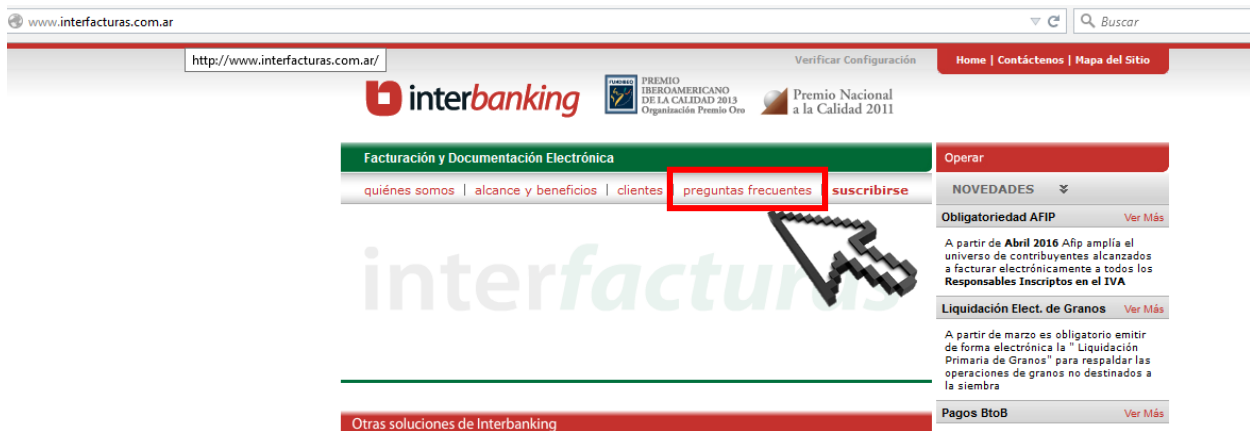 www.interfacturas.com.ar
Buscar
http://www.interfacturas.com.ar/
Verificar Configuración
Home | Contáctenos | Mapa del Sitio
interbanking
FUNDIBEQ
PREMIO
IBEROAMERICANO
DE LA CALIDAD 2013
Organización Premio Oro
Premio Nacional
a la Calidad 2011
Facturación y Documentación Electrónica
quiénes somos | alcance y beneficios | clientes | preguntas frecuentes | suscribirse
interfacturas
Otras soluciones de Interbanking
Operar
NOVEDADES
Obligatoriedad AFIP Ver Más
A partir de Abril 2016 Afip amplía el
universo de contribuyentes alcanzados
a facturar electrónicamente a todos los
Responsables Inscriptos en el IVA
Liquidación Elect. de Granos Ver Más
A partir de marzo es obligatorio emitir
de forma electrónica la " Liquidación
Primaria de Granos" para respaldar las
operaciones de granos no destinados a
la siembra
Pagos BtoB Ver Más